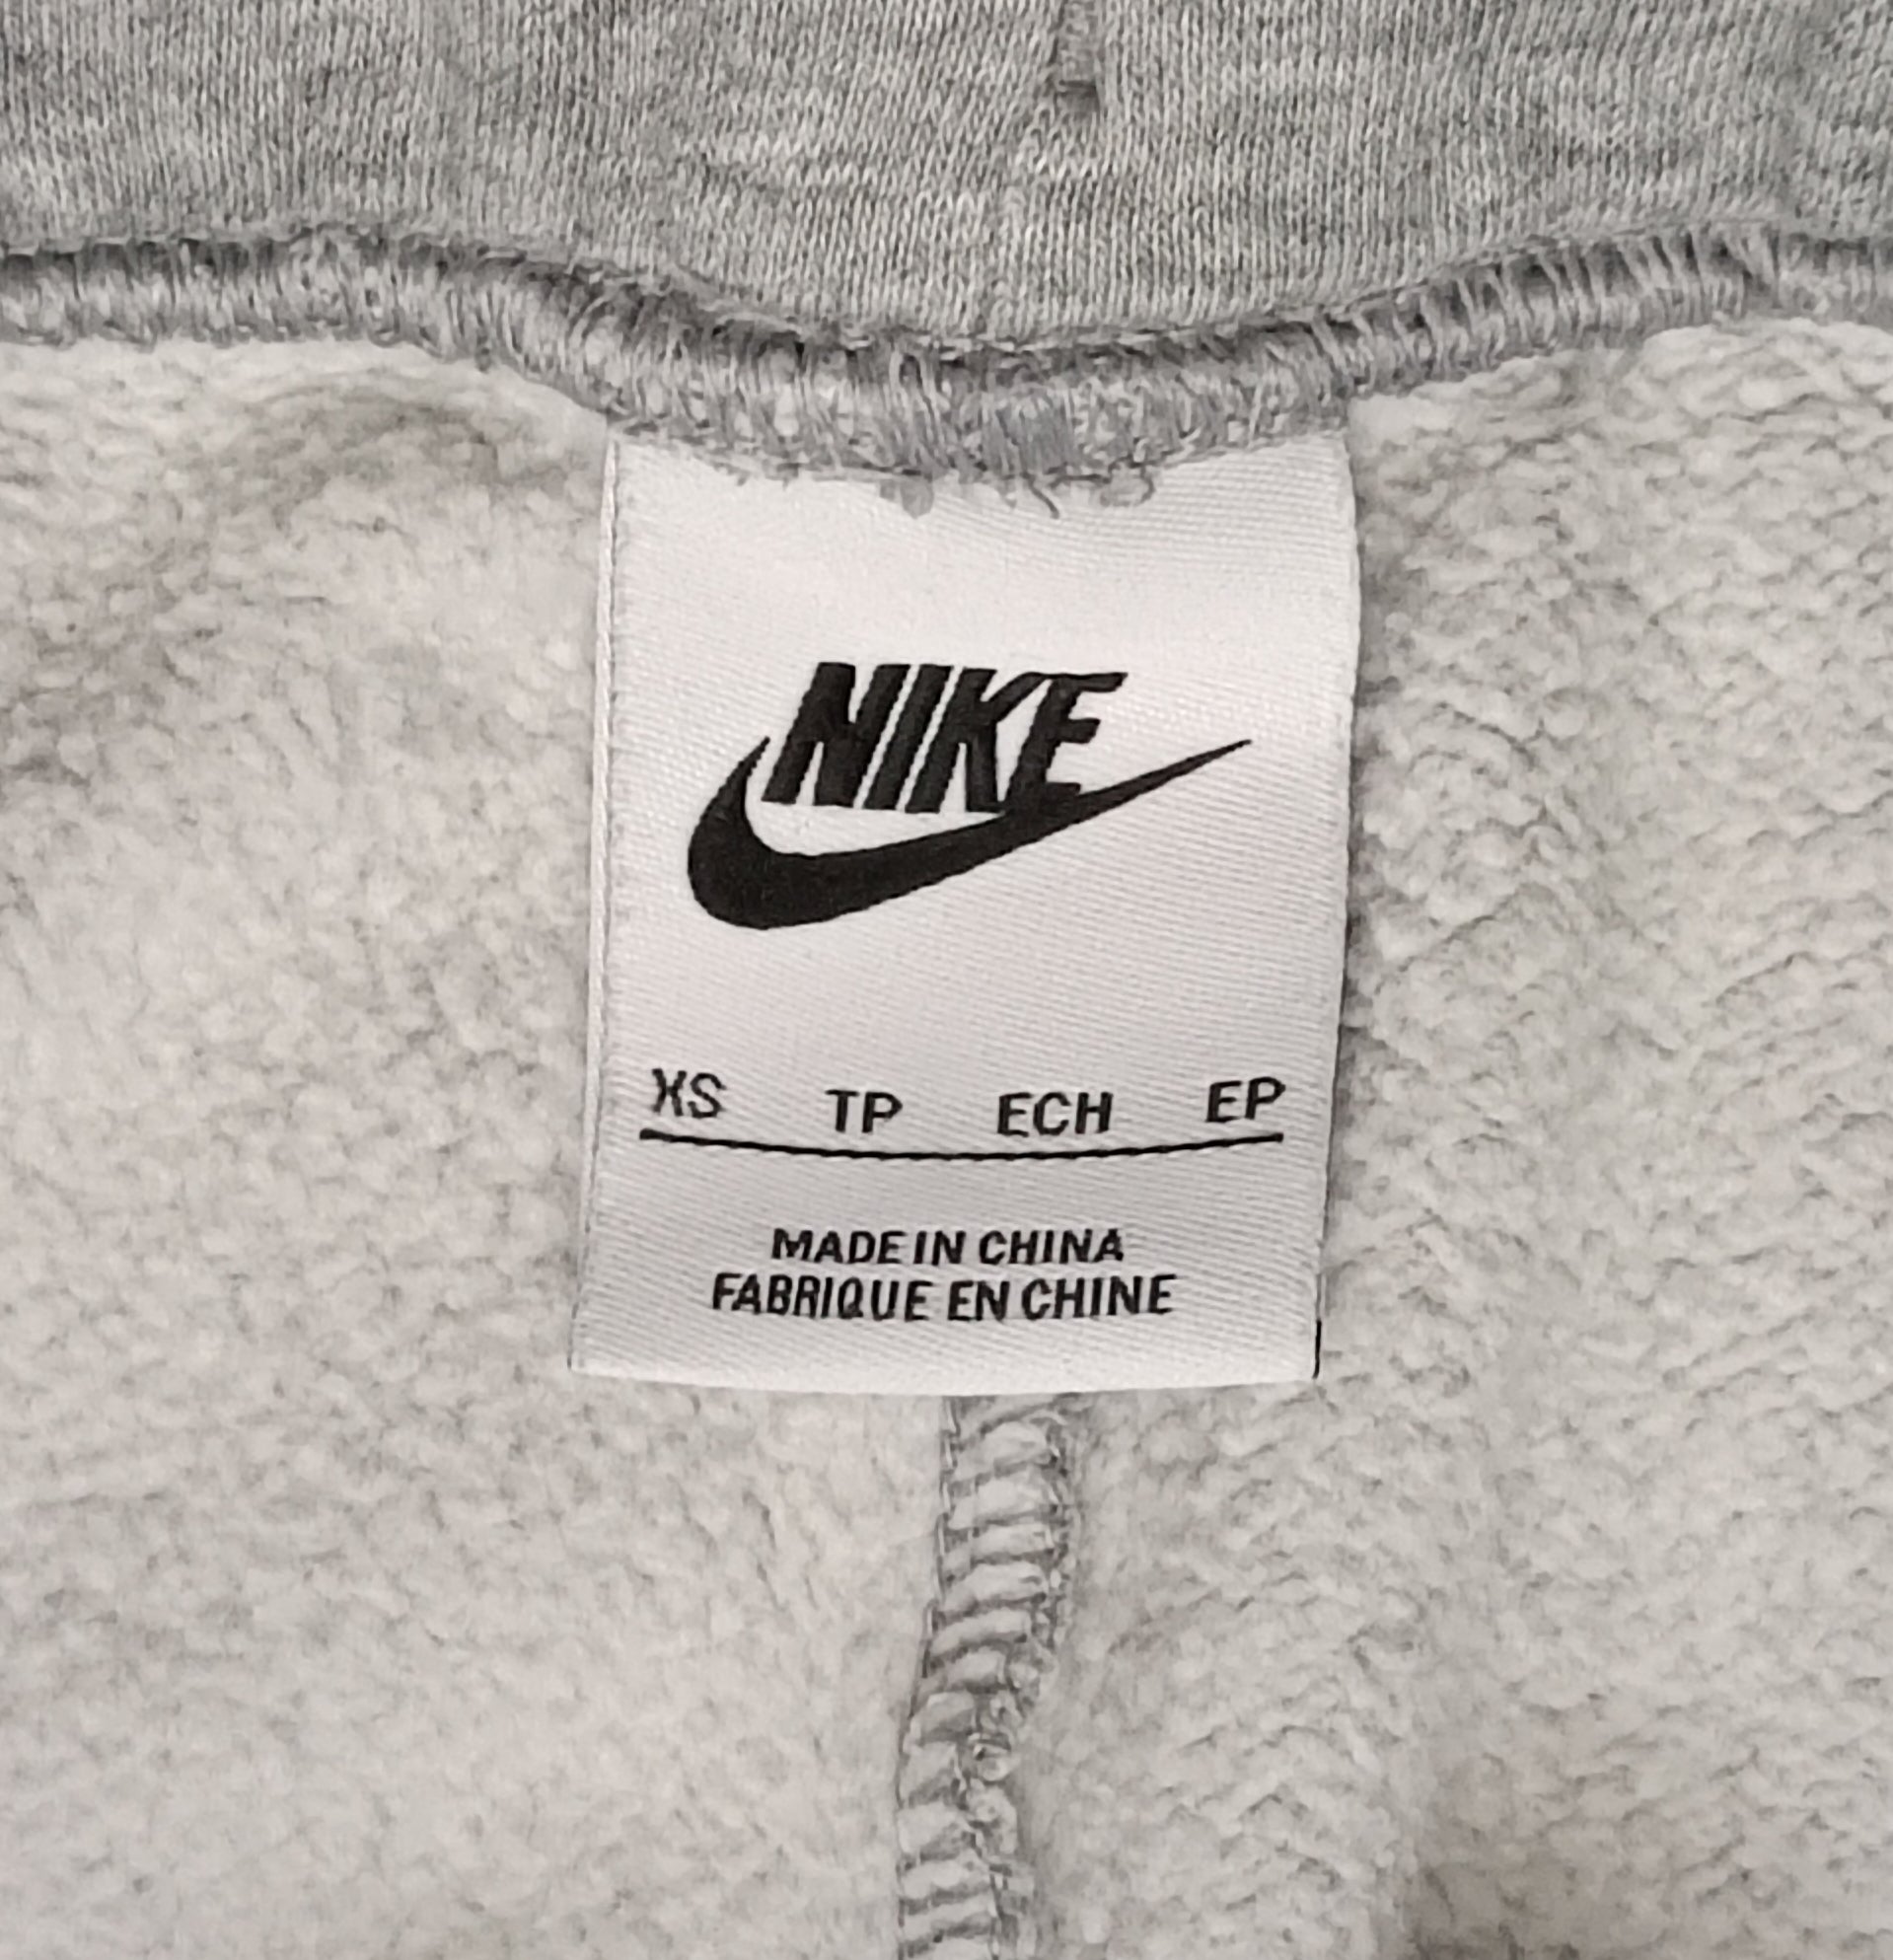 NIKE
XS TP ECH EP
MADE IN CHINA
FABRIQUE EN CHINE